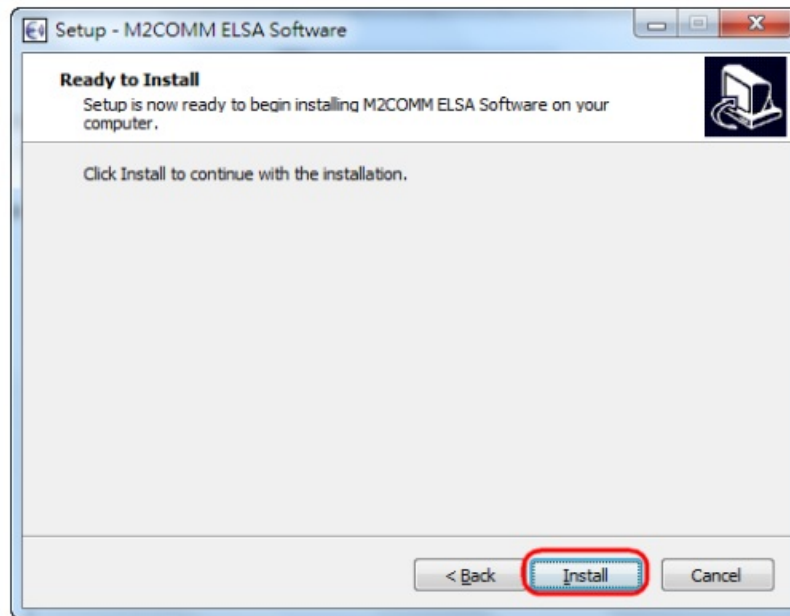 Setup - M2COMM ELSA Software
Ready to Install
Setup is now ready to begin installing M2COMM ELSA Software on your
computer.
Click Install to continue with the installation.
< Back Install Cancel